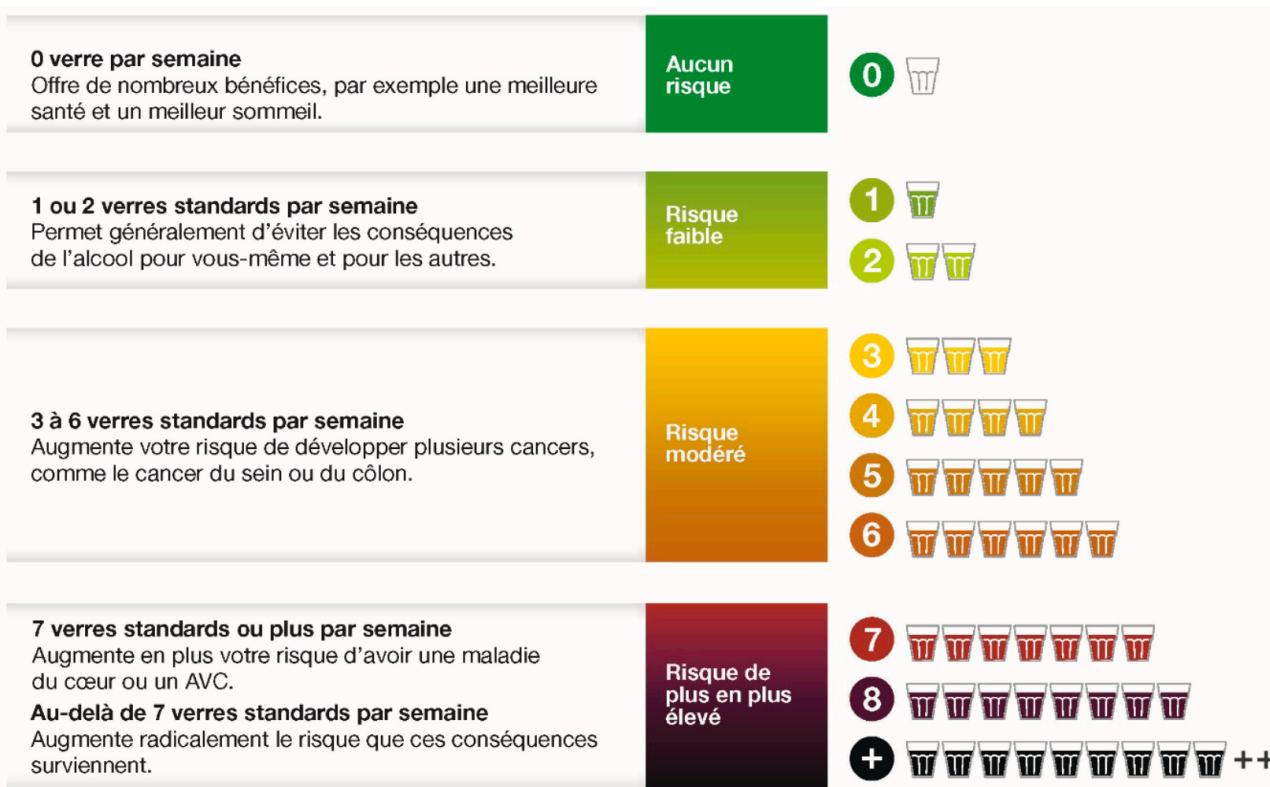 0 verre par semaine
Offre de nombreux bénéfices, par exemple une meilleure
santé et un meilleur sommeil.
Aucun
risque
0
1 ou 2 verres standards par semaine
Permet généralement d'éviter les conséquences
de l'alcool pour vous-même et pour les autres.
Risque
faible
1
2
3 à 6 verres standards par semaine
Augmente votre risque de développer plusieurs cancers,
comme le cancer du sein ou du côlon.
Risque
modéré
3
4
5
6
7 verres standards ou plus par semaine
Augmente en plus votre risque d'avoir une maladie
du cœur ou un AVC.
Au-delà de 7 verres standards par semaine
Augmente radicalement le risque que ces conséquences
surviennent.
Risque de
plus en plus
élevé
7
8
+ ++